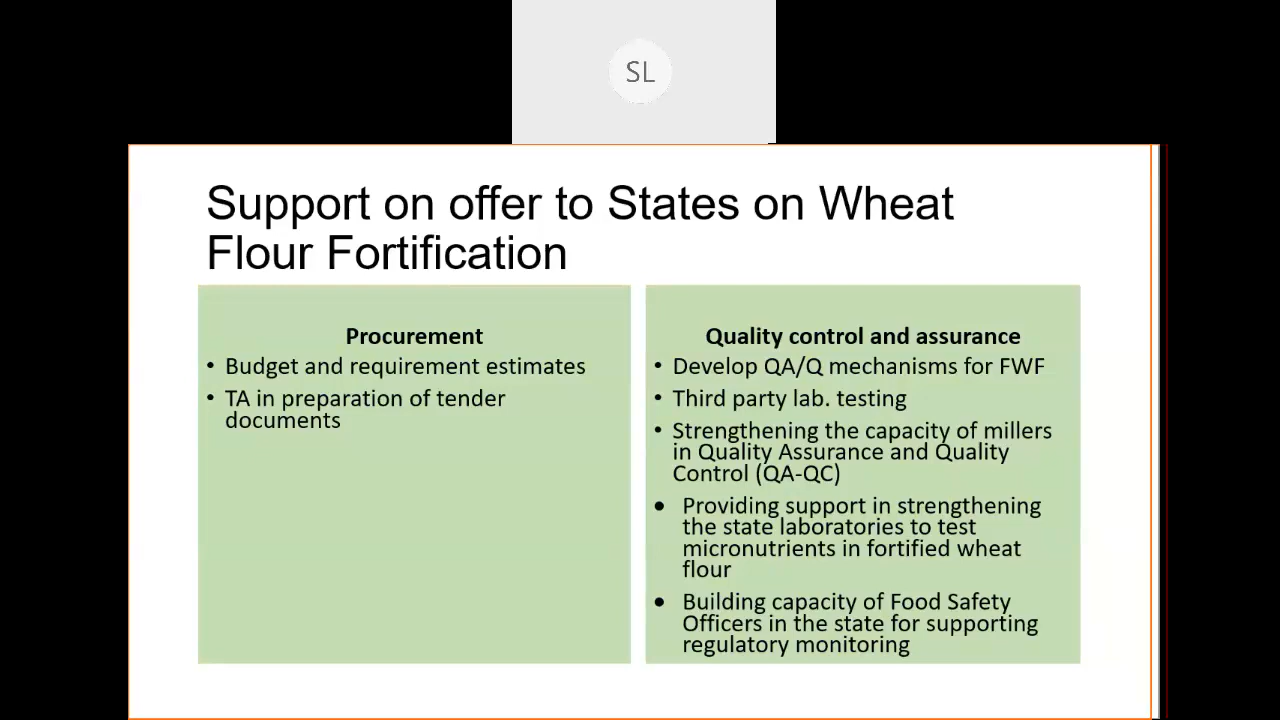 SL
Support on offer to States on Wheat
Flour Fortification
Procurement
• Budget and requirement estimates
• TA in preparation of tender
documents
Quality control and assurance
• Develop QA/Q mechanisms for FWF
• Third party lab. testing
• Strengthening the capacity of millers
in Quality Assurance and Quality
Control (QA-QC)
• Providing support in strengthening
the state laboratories to test
micronutrients in fortified wheat
flour
• Building capacity of Food Safety
Officers in the state for supporting
regulatory monitoring